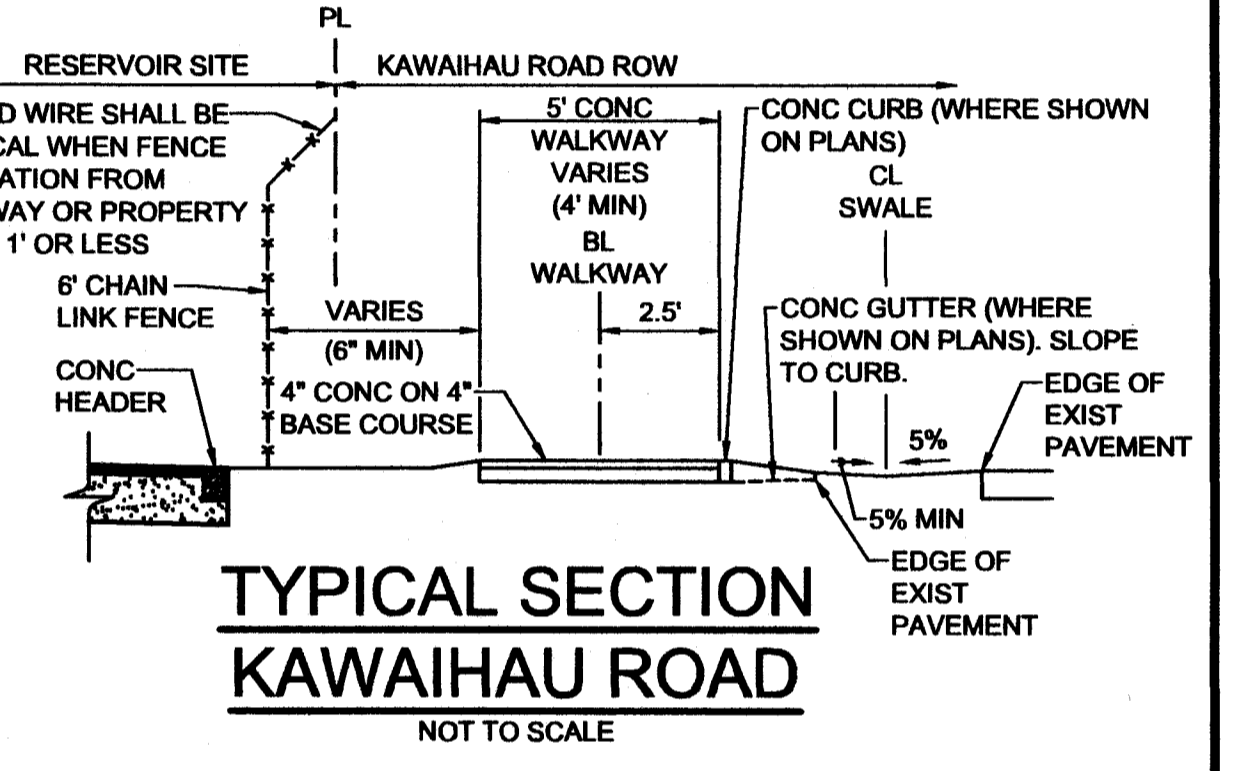 PL
RESERVOIR SITE
KAWAIHAU ROAD ROW
D WIRE SHALL BE
CAL WHEN FENCE
ATION FROM
WAY OR PROPERTY
1' OR LESS
6' CHAIN
LINK FENCE
CONC
HEADER
VARIES
(6" MIN)
4" CONC ON 4"
BASE COURSE
5' CONC
WALKWAY
VARIES
(4' MIN)
BL
WALKWAY
2.5'
CONC CURB (WHERE SHOWN
ON PLANS)
CL
SWALE
CONC GUTTER (WHERE
SHOWN ON PLANS). SLOPE
TO CURB.
EDGE OF
EXIST
PAVEMENT
5%
5% MIN
EDGE OF
EXIST
PAVEMENT
TYPICAL SECTION
KAWAIHAU ROAD
NOT TO SCALE